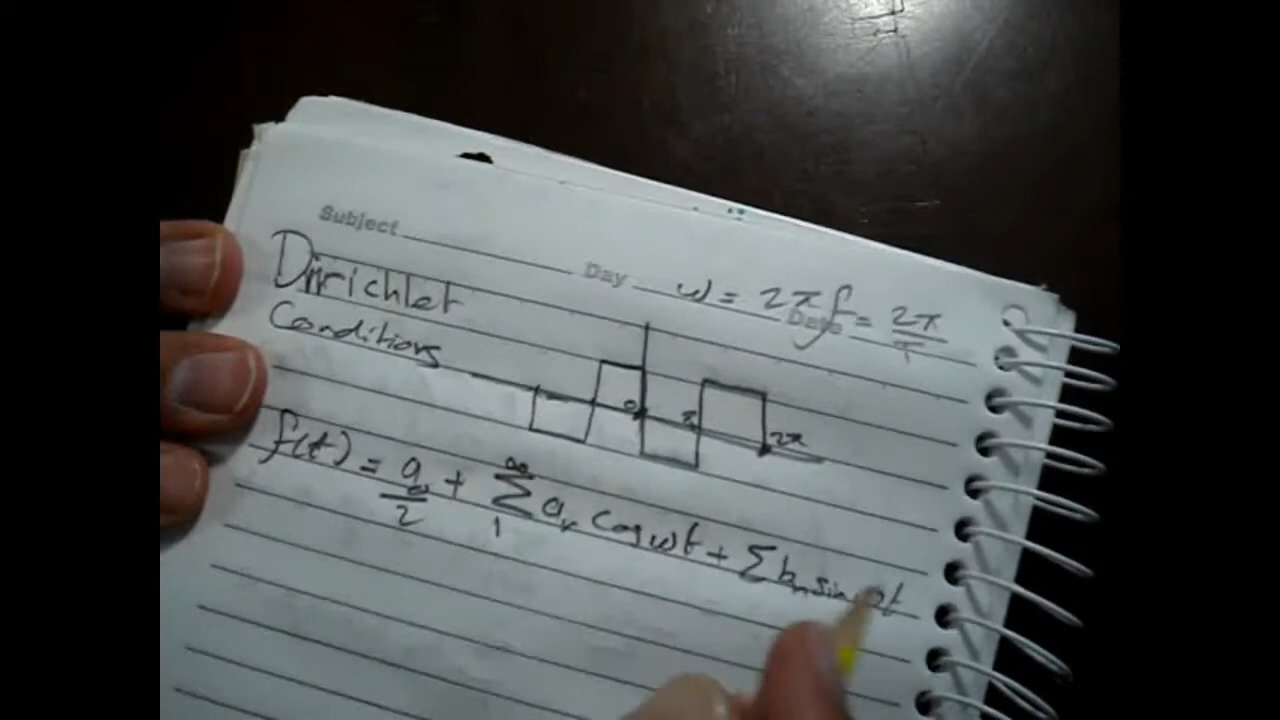 Subject
Day
Date
ω = 2πf = 2π/T
Dirichlet
Conditions
0 π 2π
f(t) = a₀/2 + ∞Σ1 aₙ cos ωt + Σ bₙ sin ωt